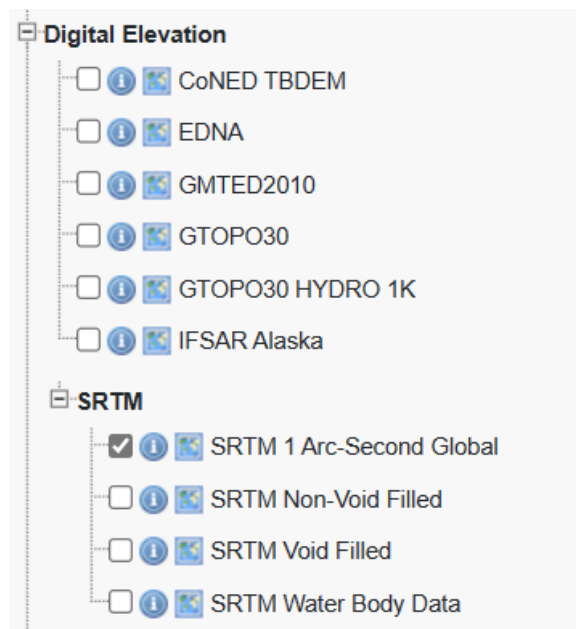 Digital Elevation
CoNED TBDEM
EDNA
GMTED2010
GTOPO30
GTOPO30 HYDRO 1K
IFSAR Alaska
SRTM
SRTM 1 Arc-Second Global
SRTM Non-Void Filled
SRTM Void Filled
SRTM Water Body Data